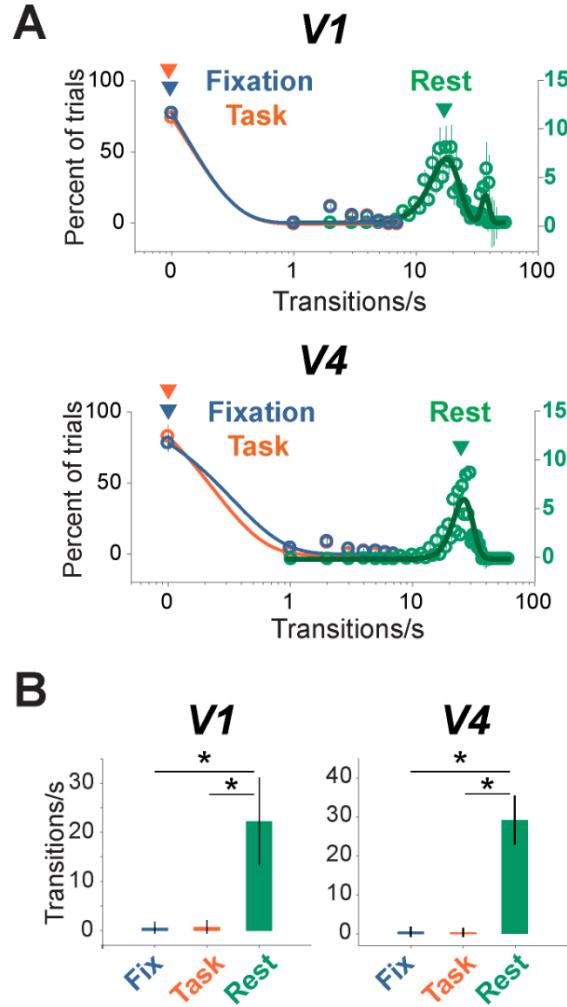 A
V1
Fixation
Task
Rest
Percent of trials
100
50
0
15
10
5
0
0 1 10 100
Transitions/s
V4
Fixation
Task
Rest
Percent of trials
100
50
0
15
10
5
0
0 1 10 100
Transitions/s
B
V1
V4
Transitions/s
30
20
10
0
* *
Fix Task Rest
40
30
20
10
0
* *
Fix Task Rest